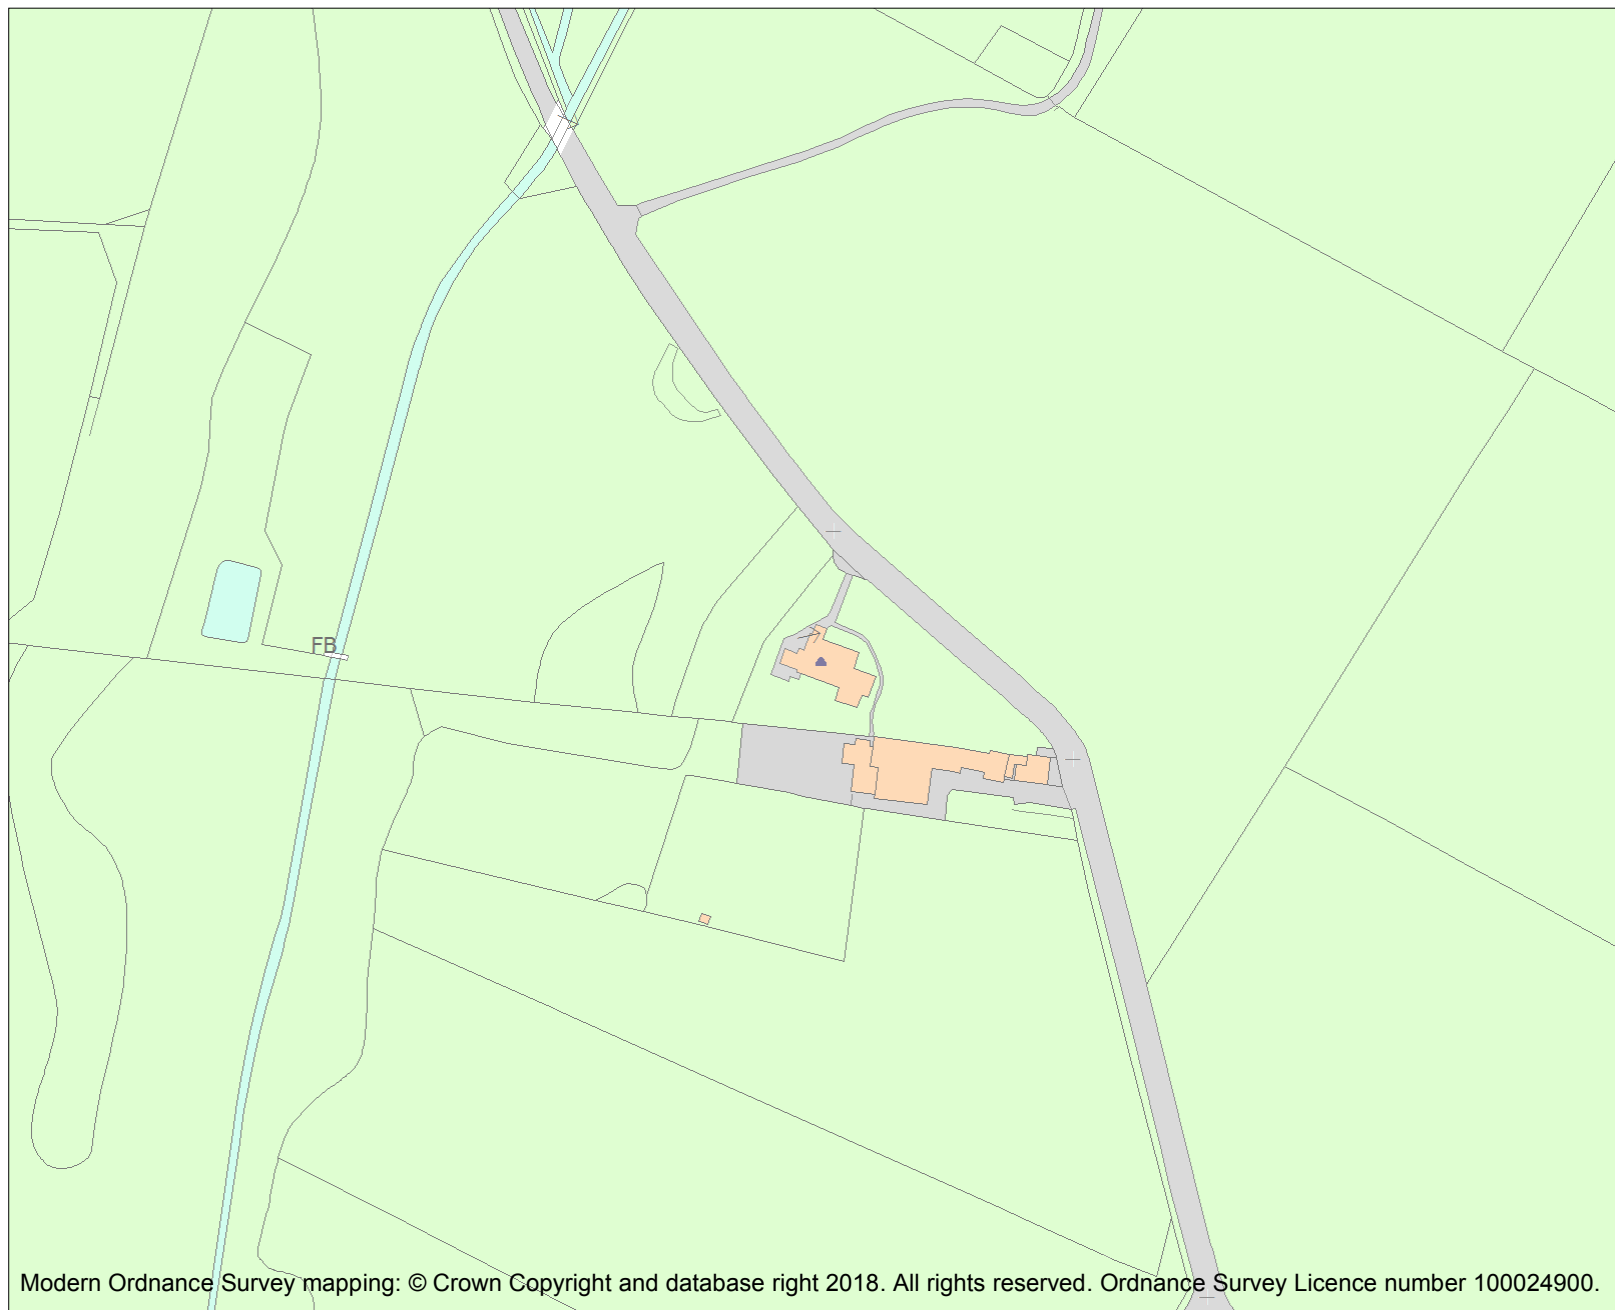 FB
Modern Ordnance Survey mapping: © Crown Copyright and database right 2018. All rights reserved. Ordnance Survey Licence number 100024900.